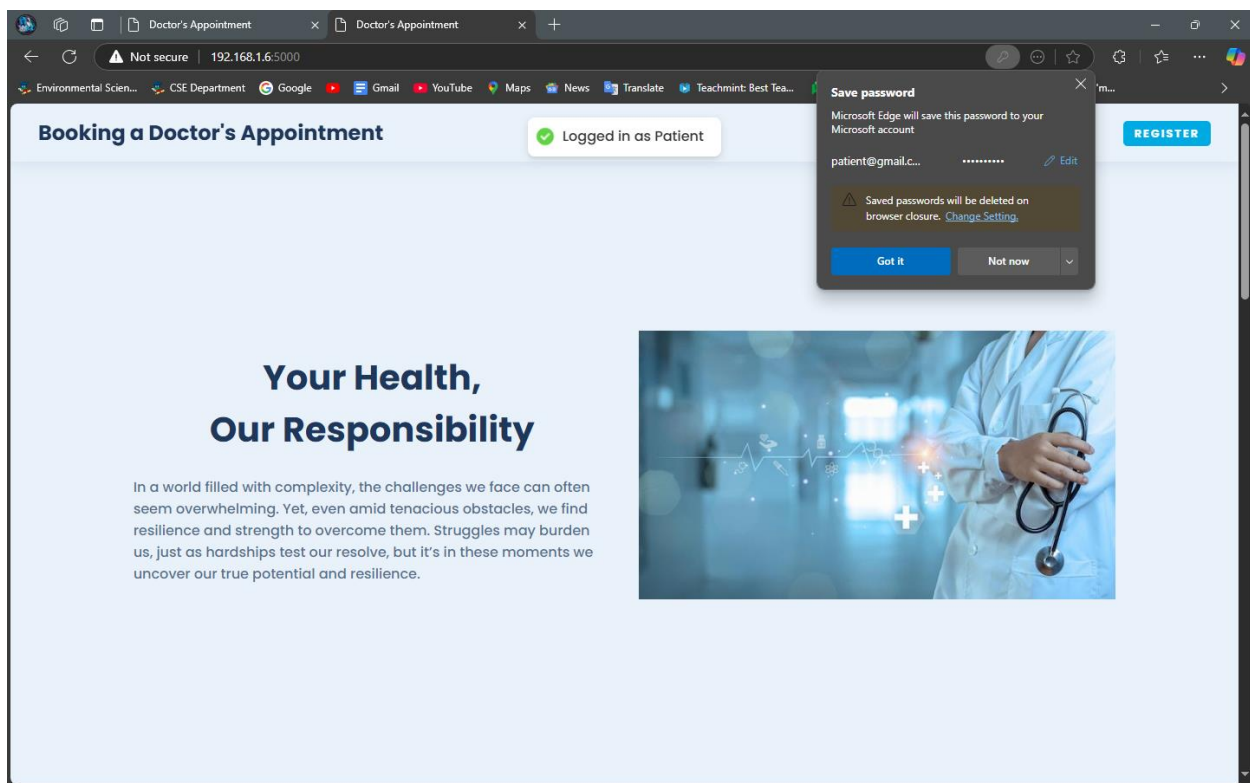 Doctor's Appointment
Doctor's Appointment
Not secure
192.168.1.6:5000
Environmental Scien...
CSE Department
Google
Gmail
YouTube
Maps
News
Translate
Teachmint: Best Tea...
'm...
Save password
Microsoft Edge will save this password to your
Microsoft account
patient@gmail.c...
••••••••••
Edit
Saved passwords will be deleted on
browser closure. Change Setting.
Got it
Not now
Booking a Doctor's Appointment
Logged in as Patient
REGISTER
Your Health,
Our Responsibility
In a world filled with complexity, the challenges we face can often
seem overwhelming. Yet, even amid tenacious obstacles, we find
resilience and strength to overcome them. Struggles may burden
us, just as hardships test our resolve, but it's in these moments we
uncover our true potential and resilience.